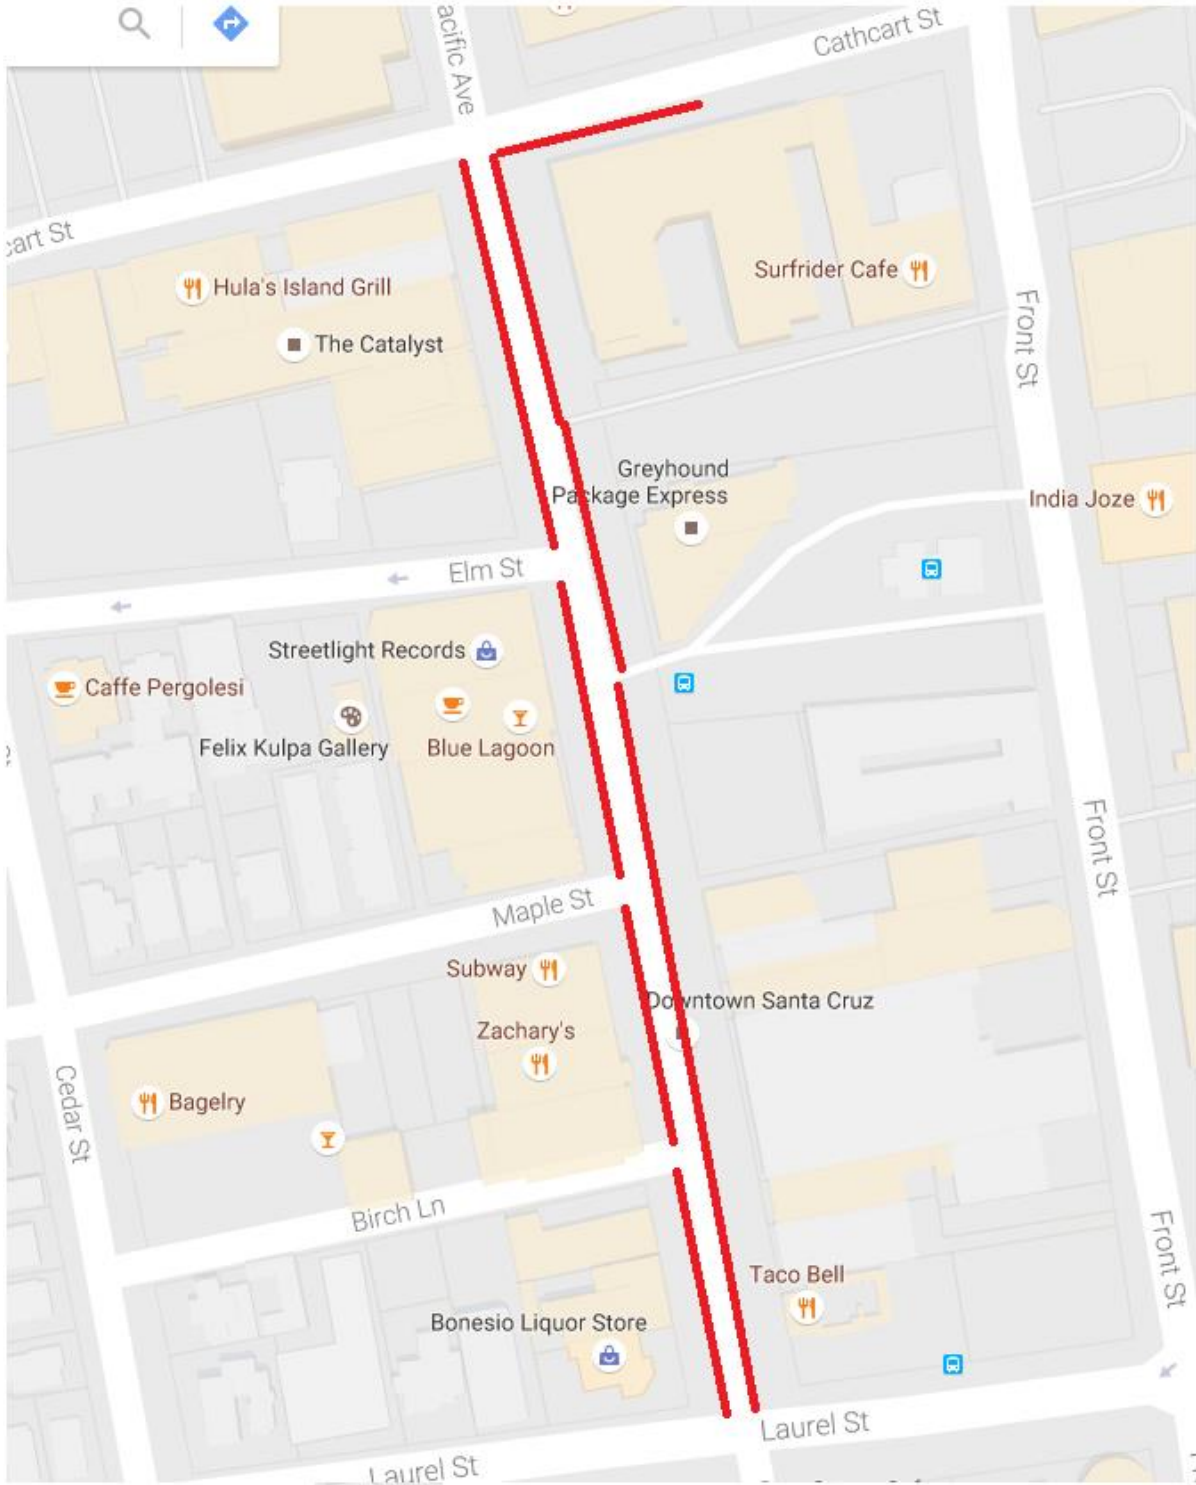 acific Ave
Cathcart St
cart St
Hula's Island Grill
The Catalyst
Surfrider Cafe
Front St
Greyhound
Package Express
India Joze
Elm St
Streetlight Records
Caffe Pergolesi
Felix Kulpa Gallery
Blue Lagoon
Front St
Maple St
Subway
Downtown Santa Cruz
Zachary's
Cedar St
Bagelry
Birch Ln
Front St
Taco Bell
Bonesio Liquor Store
Laurel St
Laurel St